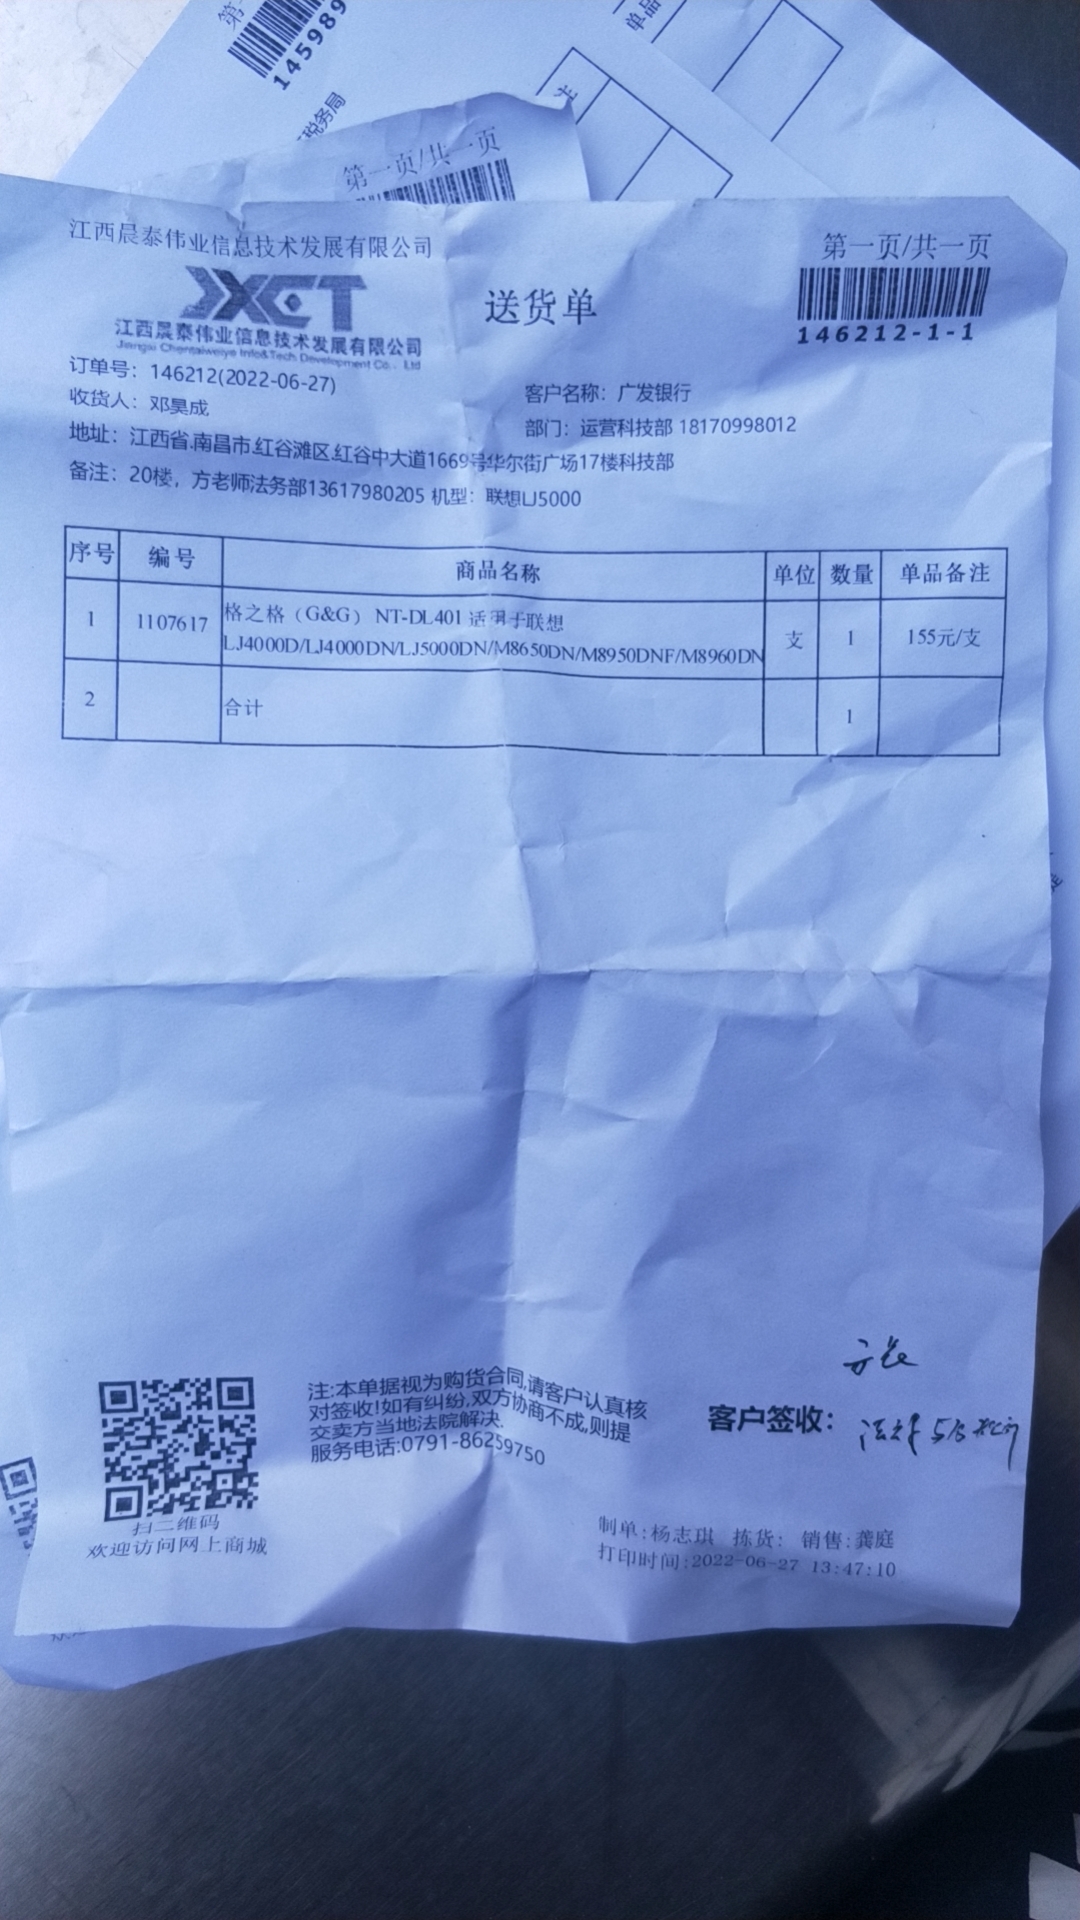 145989
税务局
单品
第一页/共一页
江西晨泰伟业信息技术发展有限公司
第一页/共一页
JXCT
送货单
江西晨泰伟业信息技术发展有限公司
Jiangxi Chentaiweiye Info&Tech Development Co., Ltd
146212-1-1
订单号：146212(2022-06-27)
客户名称：广发银行
收货人：邓昊成
部门：运营科技部 18170998012
地址：江西省.南昌市.红谷滩区.红谷中大道1669号华尔街广场17楼科技部
备注：20楼，方老师法务部13617980205 机型：联想LJ5000
序号 编号 商品名称 单位 数量 单品备注
1 1107617 格之格（G&G） NT-DL401 适用于联想
LJ4000D/LJ4000DN/LJ5000DN/M8650DN/M8950DNF/M8960DN 支 1 155元/支
2 合计 1
注:本单据视为购货合同,请客户认真核
对签收!如有纠纷,双方协商不成,则提
交卖方当地法院解决.
服务电话:0791-86259750
客户签收：
扫二维码
欢迎访问网上商城
制单:杨志琪 拣货: 销售:龚庭
打印时间:2022-06-27 13:47:10